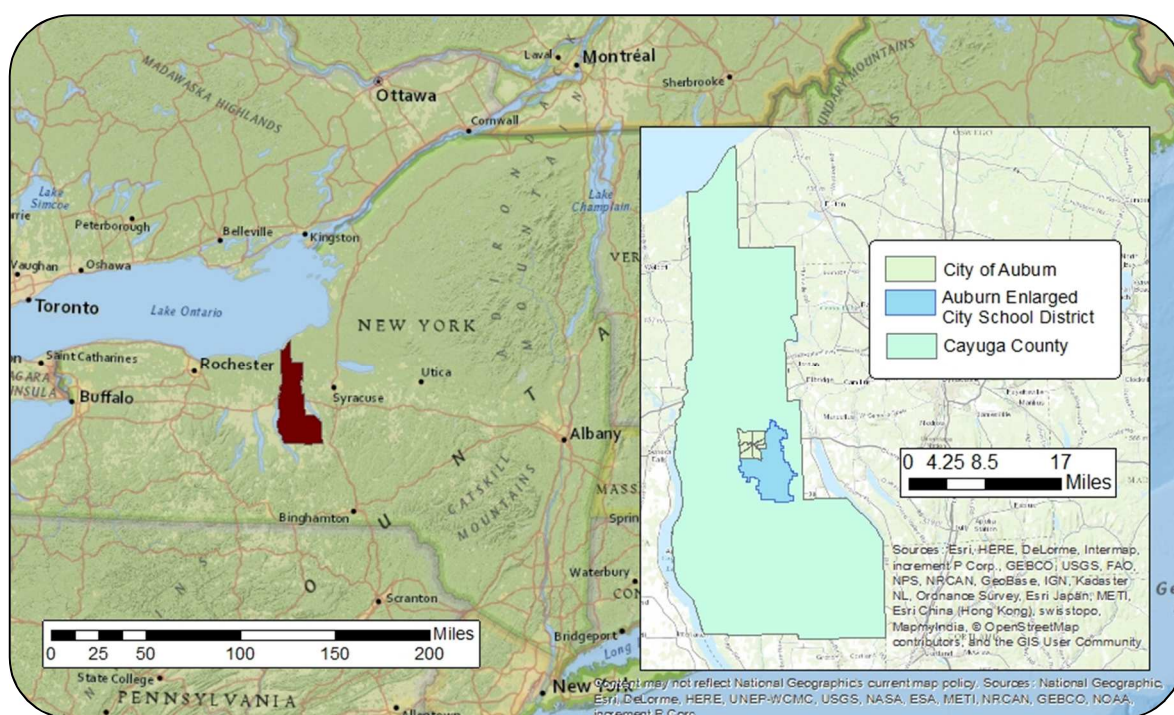 Laval
Montréal
Sherbrooke
MADAWASKA HIGHLANDS
Ottawa
Cornwall
Lake
Simcoe
Lake
Champlain
Peterborough
Belleville
Kingston
Vaughan
Oshawa
Toronto
Lake Ontario
NEW YORK
Saint Catharines
Rochester
Utica
Buffalo
Syracuse
Albany
CATSKILL
MOUNTAINS
Binghamton
Waterbury
Scranton
Bridgeport
State College
PENNSYLVANIA
New York
Miles
0 25 50 100 150 200
City of Auburn
Auburn Enlarged
City School District
Cayuga County
0 4.25 8.5 17
Miles
Sources: Esri, HERE, DeLorme, Intermap,
increment P Corp., GEBCO, USGS, FAO,
NPS, NRCAN, GeoBase, IGN, Kadaster
NL, Ordnance Survey, Esri Japan, METI,
Esri China (Hong Kong), swisstopo,
MapmyIndia, © OpenStreetMap
contributors, and the GIS User Community
Content may not reflect National Geographic's current map policy. Sources: National Geographic,
Esri, DeLorme, HERE, UNEP-WCMC, USGS, NASA, ESA, METI, NRCAN, GEBCO, NOAA,
increment P Corp.